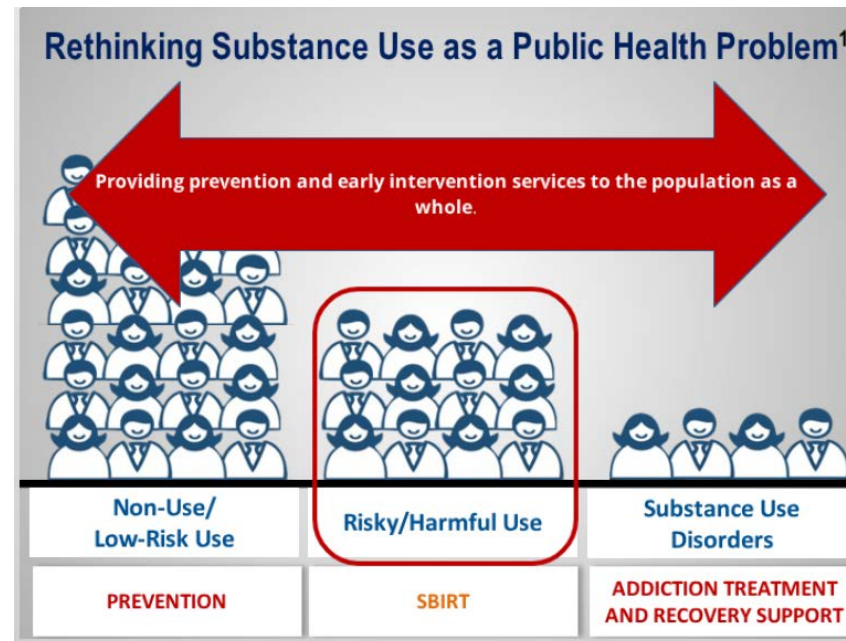 Rethinking Substance Use as a Public Health Problem¹
Providing prevention and early intervention services to the population as a
whole.
Non-Use/
Low-Risk Use
Risky/Harmful Use
Substance Use
Disorders
PREVENTION
SBIRT
ADDICTION TREATMENT
AND RECOVERY SUPPORT